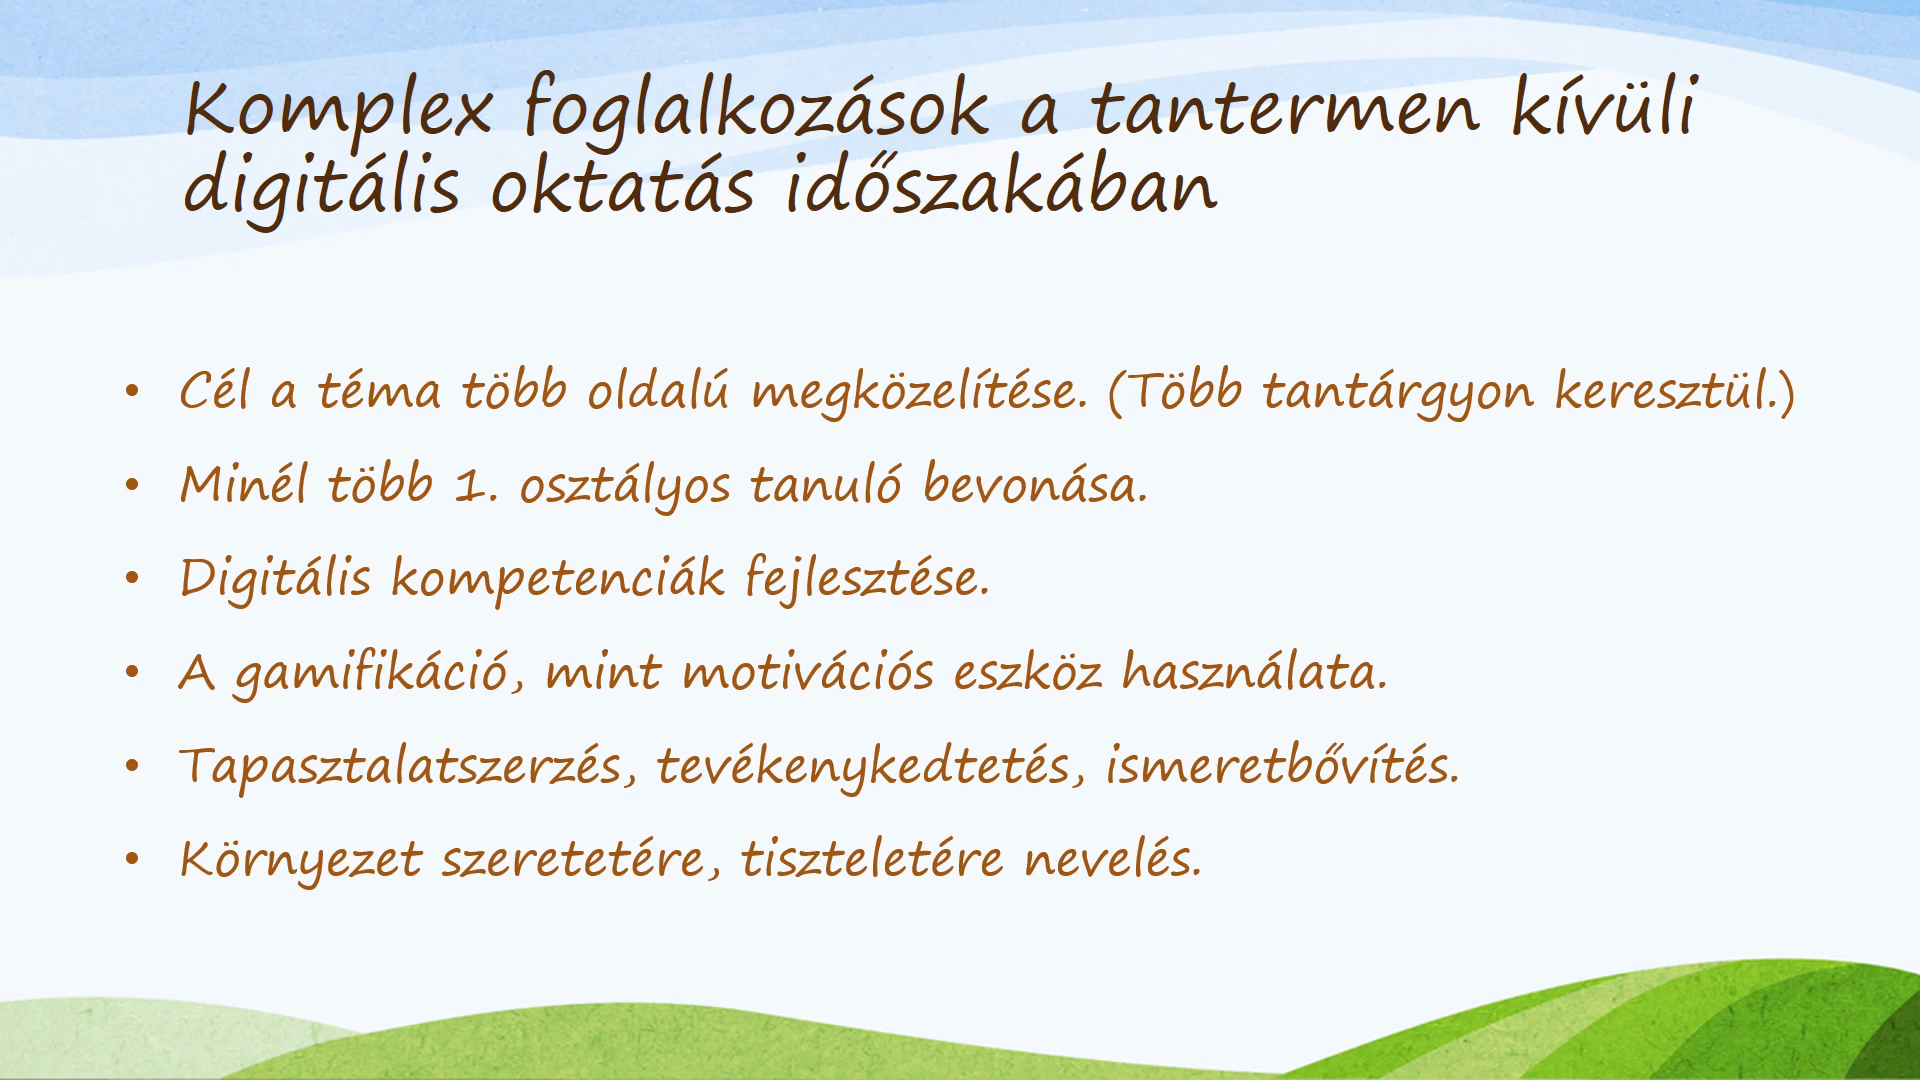 Komplex foglalkozások a tantermen kívüli
digitális oktatás időszakában
• Cél a téma több oldalú megközelítése. (Több tantárgyon keresztül.)
• Minél több 1. osztályos tanuló bevonása.
• Digitális kompetenciák fejlesztése.
• A gamifikáció, mint motivációs eszköz használata.
• Tapasztalatszerzés, tevékenykedtetés, ismeretbővítés.
• Környezet szeretetére, tiszteletére nevelés.